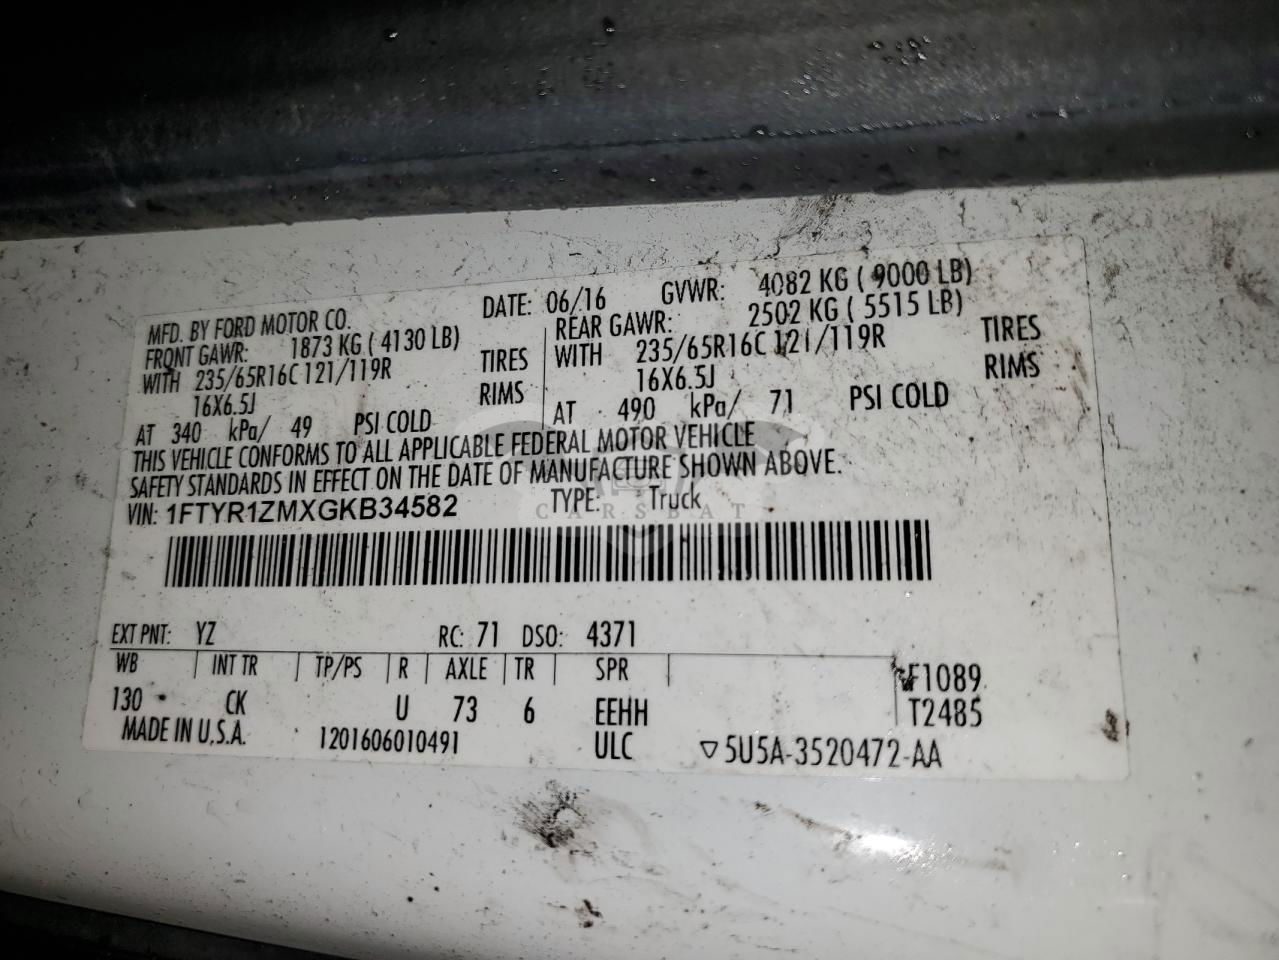 MFD. BY FORD MOTOR CO. DATE: 06/16 GVWR: 4082 KG ( 9000 LB)
FRONT GAWR: 1873 KG ( 4130 LB) REAR GAWR: 2502 KG ( 5515 LB)
WITH 235/65R16C 121/119R TIRES WITH 235/65R16C 121/119R TIRES
16X6.5J RIMS 16X6.5J RIMS
AT 340 kPa/ 49 PSI COLD AT 490 kPa/ 71 PSI COLD
THIS VEHICLE CONFORMS TO ALL APPLICABLE FEDERAL MOTOR VEHICLE
SAFETY STANDARDS IN EFFECT ON THE DATE OF MANUFACTURE SHOWN ABOVE.
VIN: 1FTYR1ZMXGKB34582 TYPE: Truck
CARSBAT
EXT PNT: YZ RC: 71 DSO: 4371
WB INT TR TP/PS R AXLE TR SPR F1089
130 CK U 73 6 EEHH T2485
MADE IN U.S.A. 1201606010491 ULC ▽5U5A-3520472-AA